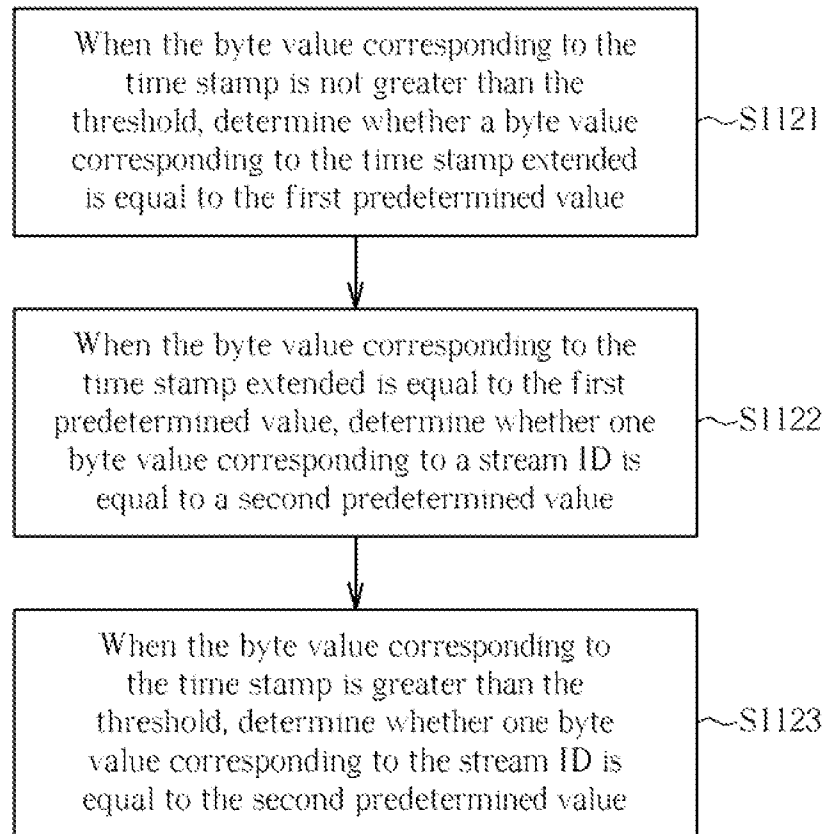 When the byte value corresponding to the
time stamp is not greater than the
threshold, determine whether a byte value
corresponding to the time stamp extended
is equal to the first predetermined value
S1121
When the byte value corresponding to the
time stamp extended is equal to the first
predetermined value, determine whether one
byte value corresponding to a stream ID is
equal to a second predetermined value
S1122
When the byte value corresponding to
the time stamp is greater than the
threshold, determine whether one byte
value corresponding to the stream ID is
equal to the second predetermined value
S1123